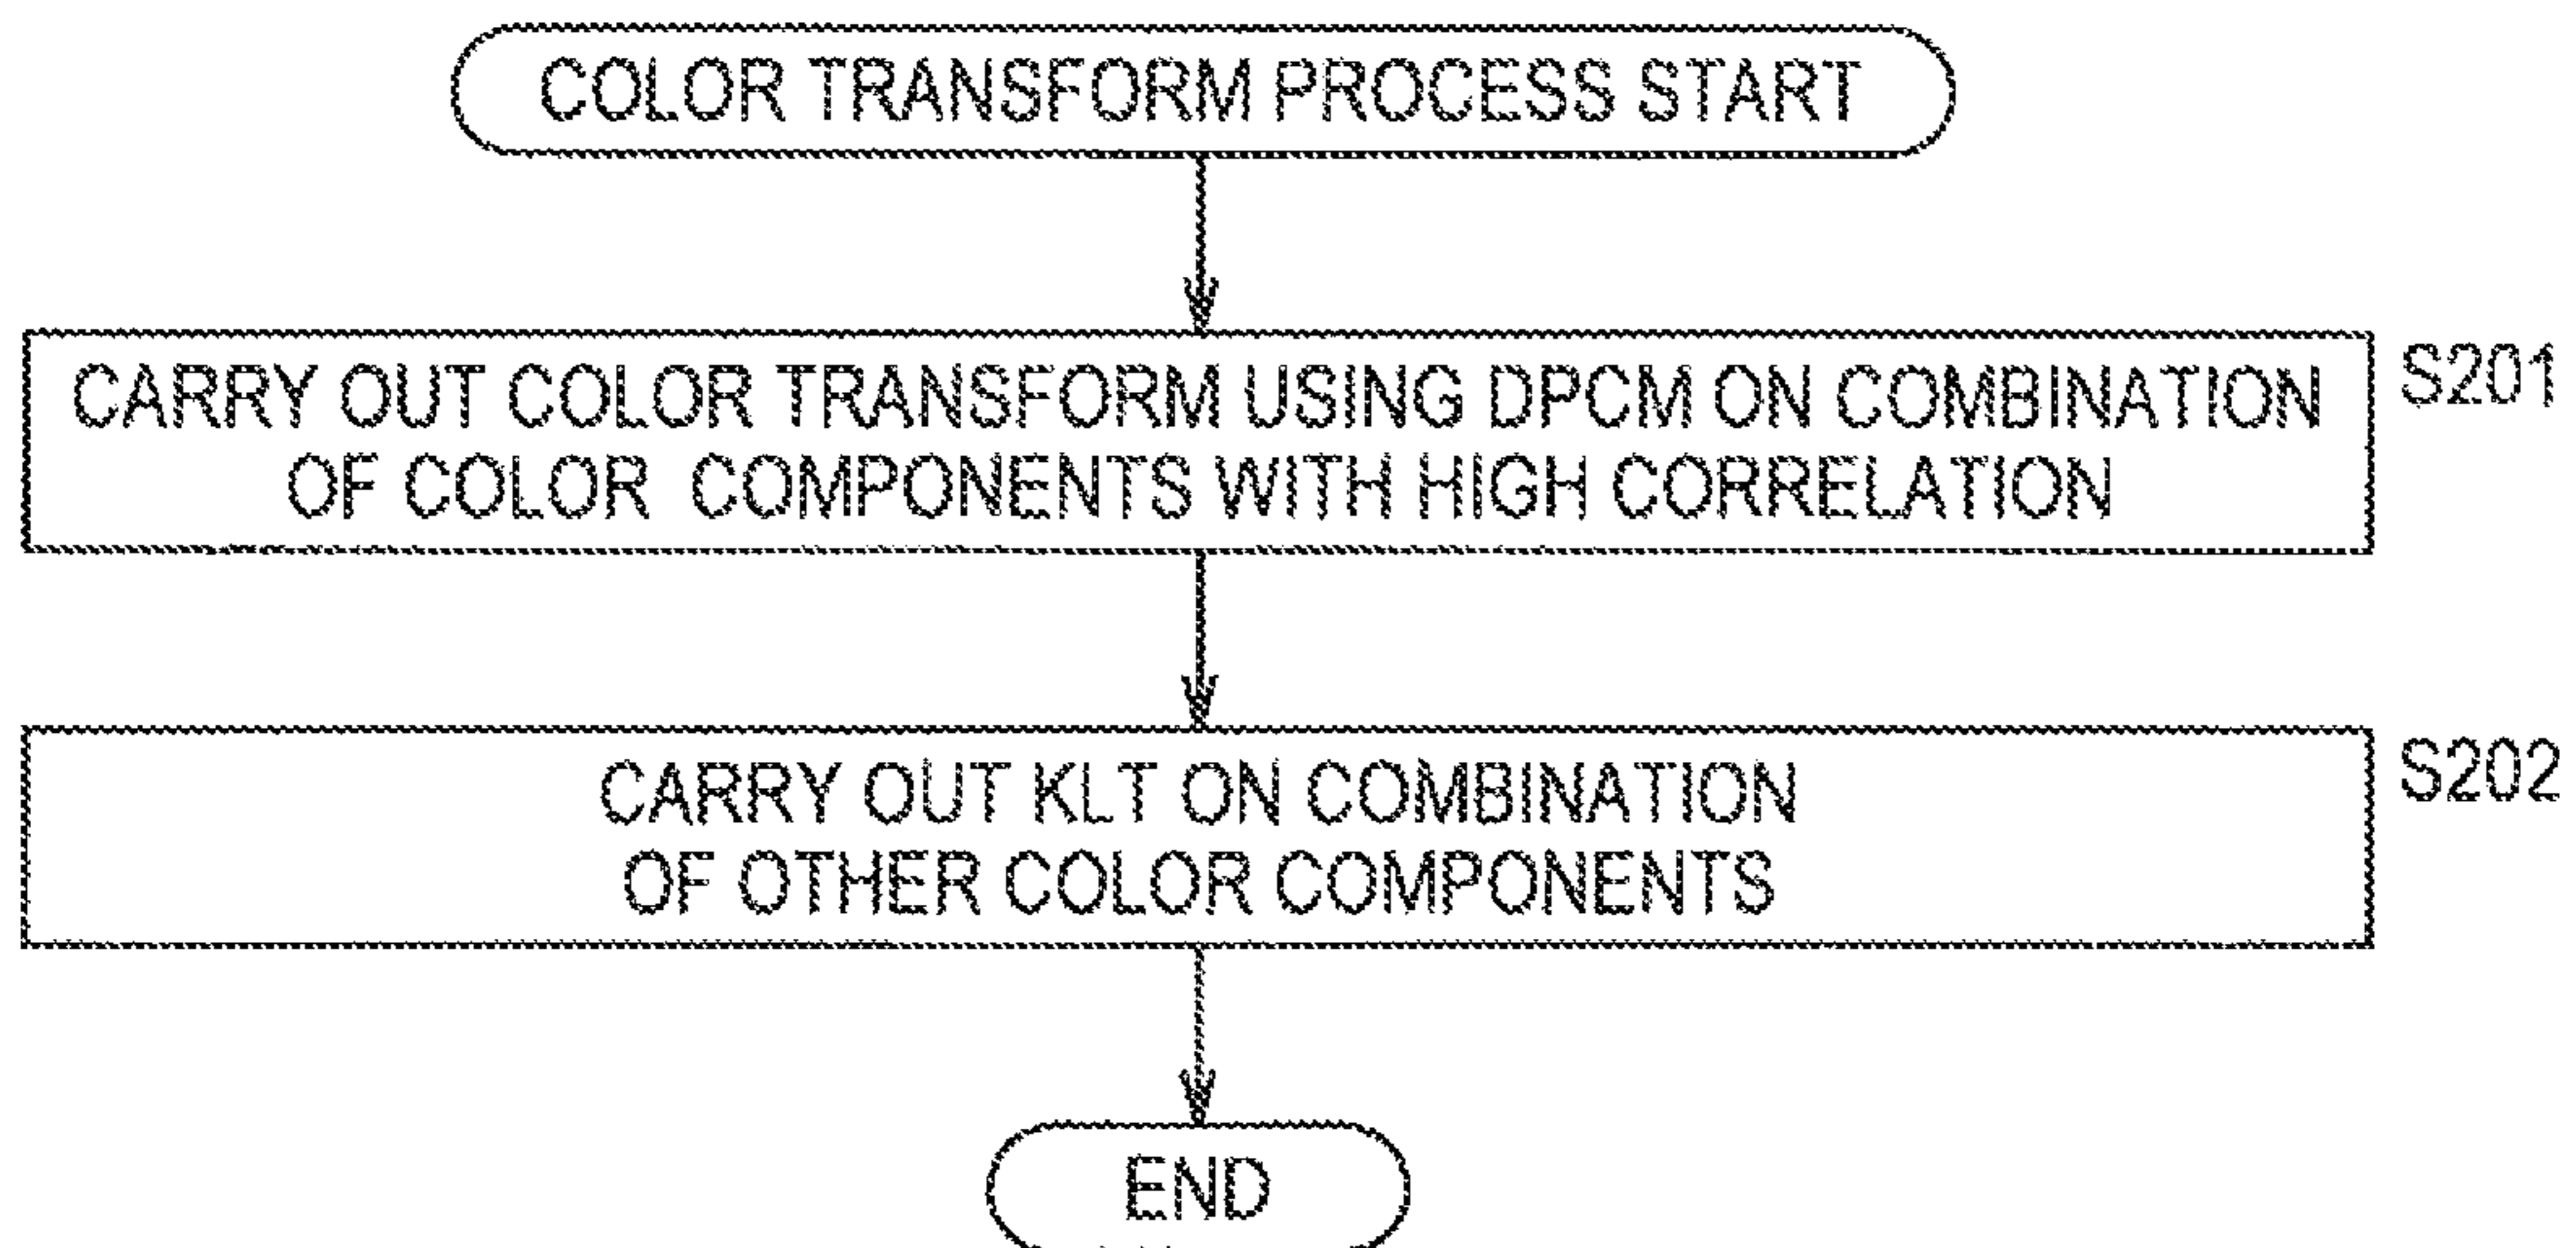 COLOR TRANSFORM PROCESS START
CARRY OUT COLOR TRANSFORM USING DPCM ON COMBINATION
OF COLOR COMPONENTS WITH HIGH CORRELATION
S201
CARRY OUT KLT ON COMBINATION
OF OTHER COLOR COMPONENTS
S202
END